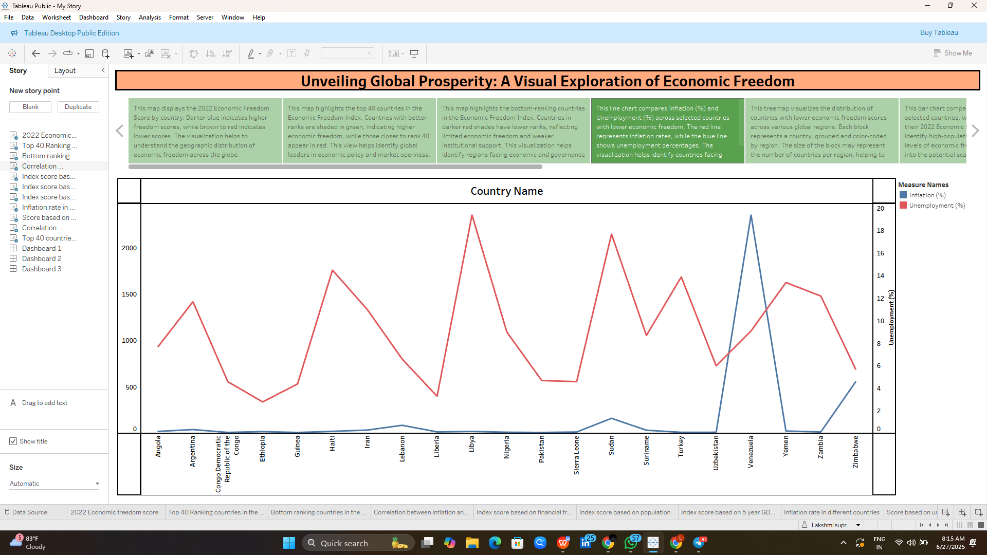 Tableau Public - My Story
File Data Worksheet Dashboard Story Analysis Format Server Window Help
Tableau Desktop Public Edition
Buy Tableau
Show Me
Story Layout
New story point
Blank Duplicate
2022 Economic...
Top 40 Ranking ...
Bottom ranking ...
Correlation ...
Index score bas...
Index score bas...
Index score bas...
Inflation rate in ...
Score based on ...
Correlation
Top 40 countrie...
Dashboard 1
Dashboard 2
Dashboard 3
A Drag to add text
Show title
Size
Automatic
Unveiling Global Prosperity: A Visual Exploration of Economic Freedom
This map displays the 2022 Economic Freedom
Score by country. Darker blue indicates higher
freedom scores, while brown to red indicates
lower scores. The visualization helps to
understand the geographic distribution of
economic freedom across the globe.
This map highlights the top 40 countries in the
Economic Freedom Index. Countries with better
ranks are shaded in green, indicating higher
economic freedom, while those closer to rank 40
appear in red. This view helps identify global
leaders in economic policy and market openness.
This map highlights the bottom-ranking countries
in the Economic Freedom Index. Countries in
darker red shades have lower ranks, reflecting
limited economic freedom and weaker
institutional support. This visualization helps
identify regions facing economic and governance
This line chart compares Inflation (%) and
Unemployment (%) across selected countries
with lower economic freedom. The red line
represents inflation rates, while the blue line
shows unemployment percentages. The
visualization helps identify countries facing
This treemap visualizes the distribution of
countries with lower economic freedom scores
across various global regions. Each block
represents a country, grouped and color-coded
by region. The size of the block may represent
the number of countries per region, helping to
This bar chart compa
selected countries, w
their 2022 Economic
levels of economic fr
into the potential sca
Country Name
2000
1500
1000
500
0
20
18
16
14
12
10
8
6
4
2
0
Unemployment (%)
Angola
Argentina
Congo Democratic
Republic of the
Congo
Ethiopia
Guinea
Haiti
Iran
Lebanon
Liberia
Libya
Nigeria
Pakistan
Sierra Leone
Sudan
Suriname
Turkey
Uzbekistan
Venezuela
Yemen
Zambia
Zimbabwe
Measure Names
Inflation (%)
Unemployment (%)
Data Source 2022 Economic freedom score Top 40 Ranking countries in the ... Bottom ranking countries in the ... Correlation between inflation an... Index score based on financial fr... Index score based on population Index score based on 5 year GD... Inflation rate in different countries Score based on un
Lakshmi supr
83°F
Cloudy
Quick search
25
57
ENG
IN
8:15 AM
5/27/2025